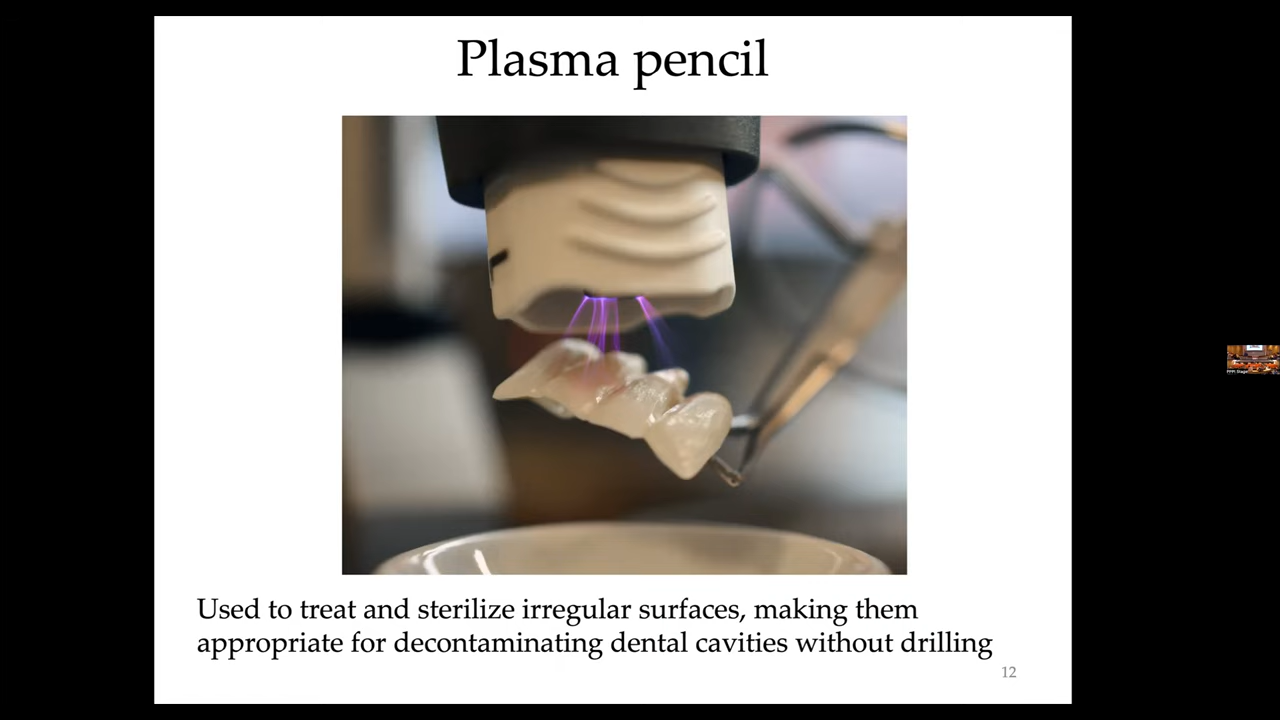 Plasma pencil
Used to treat and sterilize irregular surfaces, making them
appropriate for decontaminating dental cavities without drilling
12